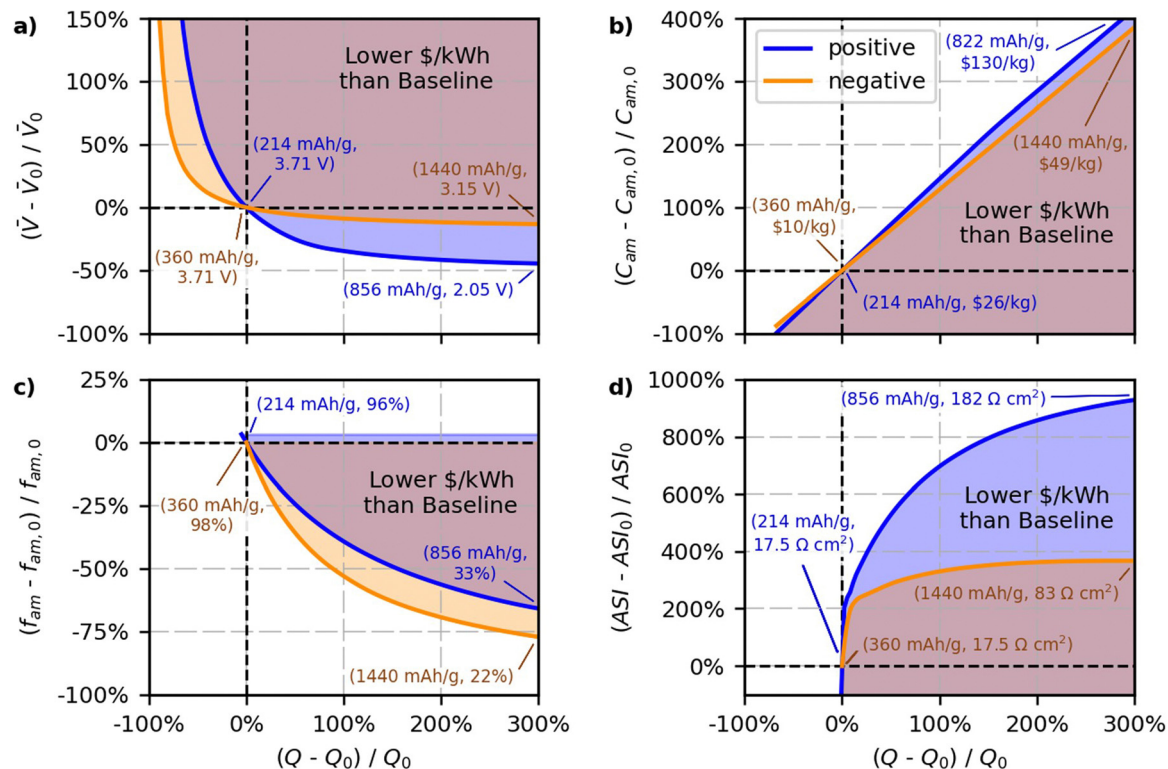 a)
150%
100%
50%
0%
-50%
-100%
(V̄ - V̄₀) / V̄₀
Lower $/kWh
than Baseline
(214 mAh/g,
3.71 V)
(1440 mAh/g,
3.15 V)
(360 mAh/g,
3.71 V)
(856 mAh/g, 2.05 V)
b)
400%
300%
200%
100%
0%
-100%
(C_am - C_am,0) / C_am,0
positive
negative
(822 mAh/g,
$130/kg)
(1440 mAh/g,
$49/kg)
(360 mAh/g,
$10/kg)
Lower $/kWh
than Baseline
(214 mAh/g, $26/kg)
c)
25%
0%
-25%
-50%
-75%
-100%
(f_am - f_am,0) / f_am,0
(214 mAh/g, 96%)
Lower $/kWh
than Baseline
(360 mAh/g,
98%)
(856 mAh/g,
33%)
(1440 mAh/g, 22%)
-100%
0%
100%
200%
300%
(Q - Q₀) / Q₀
d)
1000%
800%
600%
400%
200%
0%
(ASI - ASI₀) / ASI₀
(856 mAh/g, 182 Ω cm²)
Lower $/kWh
than Baseline
(214 mAh/g,
17.5 Ω cm²)
(1440 mAh/g, 83 Ω cm²)
(360 mAh/g, 17.5 Ω cm²)
-100%
0%
100%
200%
300%
(Q - Q₀) / Q₀